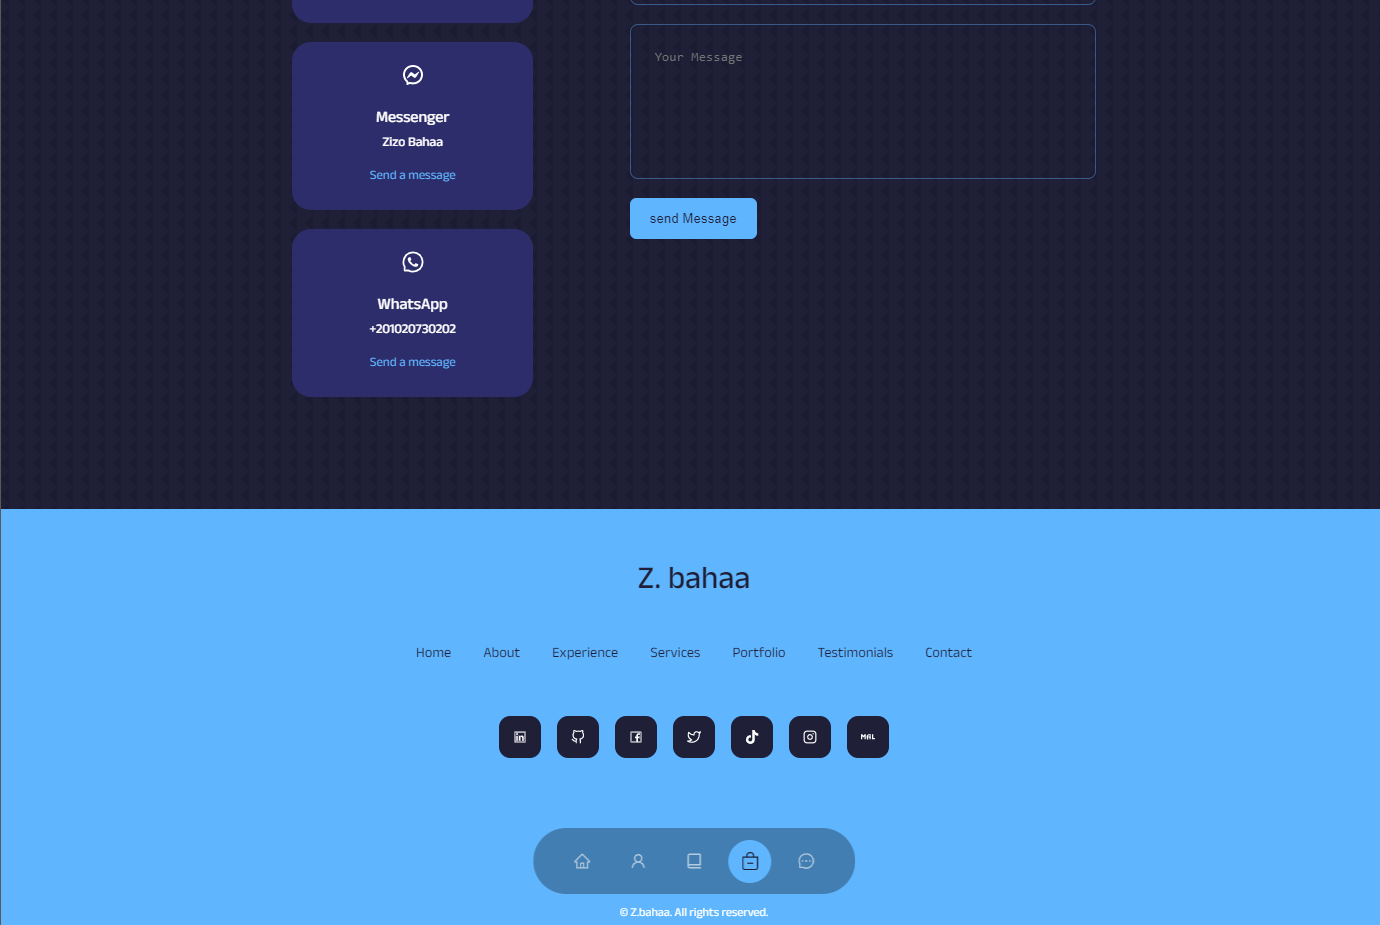 Messenger
Zizo Bahaa
Send a message
WhatsApp
+201020730202
Send a message
Your Message
send Message
Z. bahaa
Home About Experience Services Portfolio Testimonials Contact
MAL
© Z.bahaa. All rights reserved.